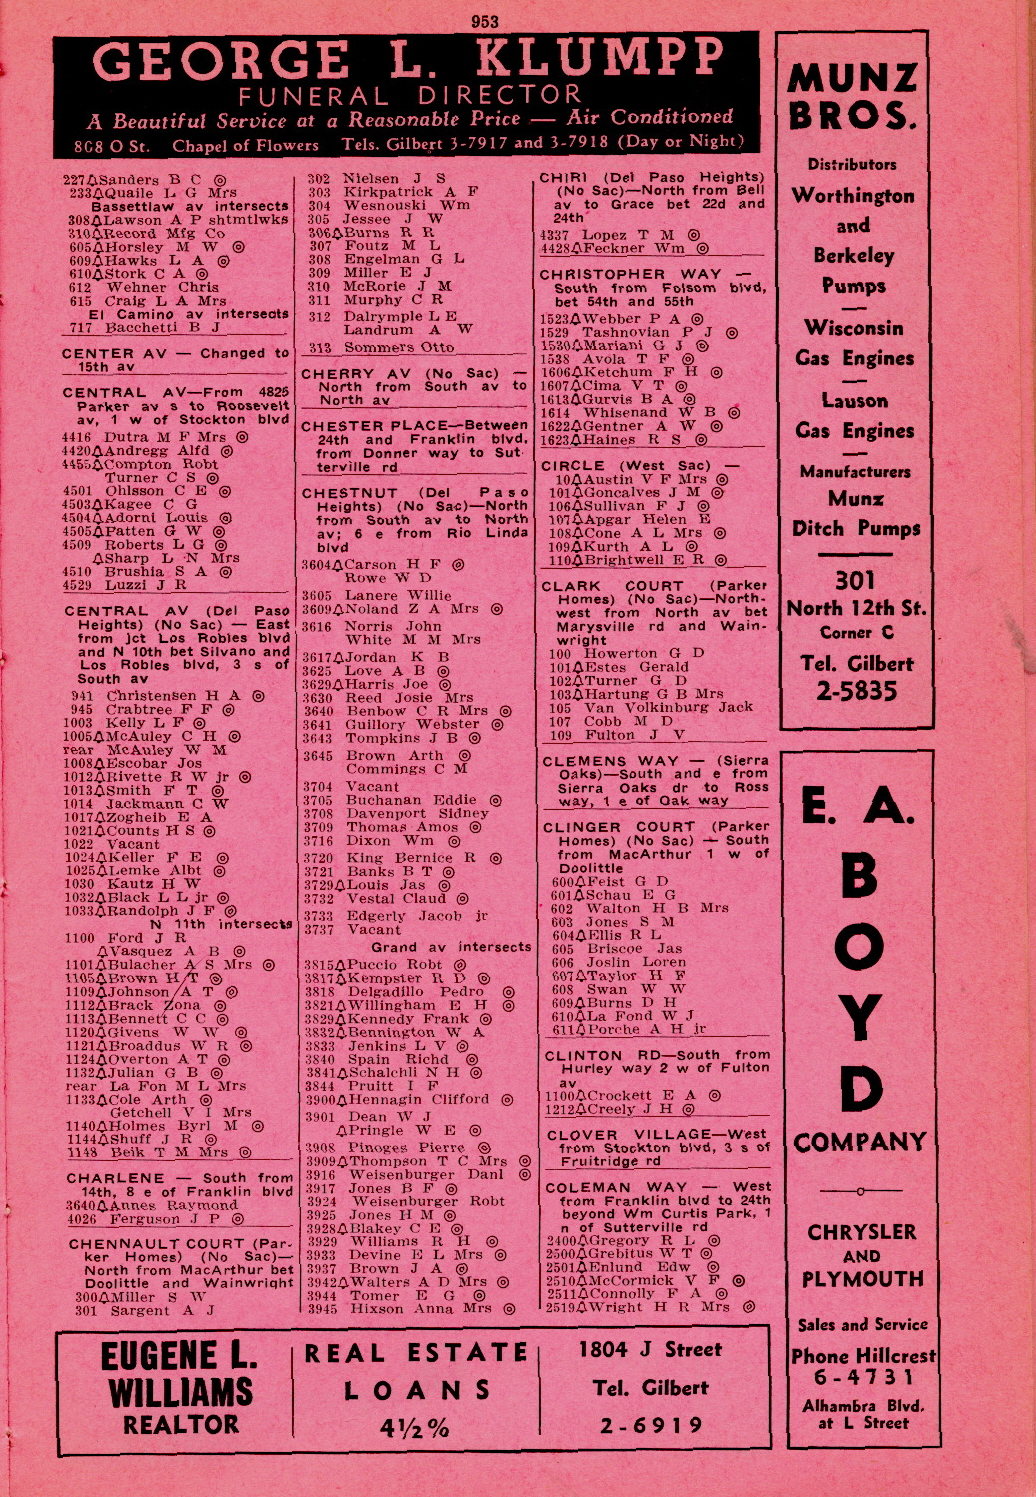 953
GEORGE L. KLUMPP
FUNERAL DIRECTOR
A Beautiful Service at a Reasonable Price — Air Conditioned
808 O St. Chapel of Flowers Tels. Gilbert 3-7917 and 3-7918 (Day or Night)
227△Sanders B C ◎
233△Quaile L G Mrs
Bassettlaw av intersects
308△Lawson A P shtmtlwks
310△Record Mfg Co
605△Horsley M W ◎
609△Hawks L A ◎
610△Stork C A ◎
612 Wehner Chris
615 Craig L A Mrs
El Camino av intersects
717 Bacchetti B J
CENTER AV — Changed to
15th av
CENTRAL AV—From 4825
Parker av s to Roosevelt
av, 1 w of Stockton blvd
4416 Dutra M F Mrs ◎
4420△Andregg Alfd ◎
4455△Compton Robt
Turner C S ◎
4501 Ohlsson C E ◎
4503△Kagee C G
4504△Adorni Louis ◎
4505△Patten G W ◎
4509 Roberts L G ◎
△Sharp L N Mrs
4510 Brushia S A ◎
4529 Luzzi J R
CENTRAL AV (Del Paso
Heights) (No Sac) — East
from jct Los Robles blvd
and N 10th bet Silvano and
Los Robles blvd, 3 s of
South av
941 Christensen H A ◎
945 Crabtree F F ◎
1003 Kelly L F ◎
1005△McAuley C H ◎
rear McAuley W M
1008△Escobar Jos
1012△Rivette R W jr ◎
1013△Smith F T ◎
1014 Jackmann C W
1017△Zogheib E A
1021△Counts H S ◎
1022 Vacant
1024△Keller F E ◎
1025△Lemke Albt ◎
1030 Kautz H W
1032△Black L L jr ◎
1033△Randolph J F ◎
N 11th intersects
1100 Ford J R
△Vasquez A B ◎
1101△Bulacher A S Mrs ◎
1105△Brown H T ◎
1109△Johnson A T ◎
1112△Brack Zona ◎
1113△Bennett C C ◎
1120△Givens W W ◎
1121△Broaddus W R ◎
1124△Overton A T ◎
1132△Julian G B ◎
rear La Fon M L Mrs
1133△Cole Arth ◎
Getchell V I Mrs
1140△Holmes Byrl M ◎
1144△Shuff J R ◎
1148 Beik T M Mrs ◎
CHARLENE — South from
14th, 8 e of Franklin blvd
3640△Annes Raymond
4026 Ferguson J P ◎
CHENNAULT COURT (Par-
ker Homes) (No Sac)—
North from MacArthur bet
Doolittle and Wainwright
300△Miller S W
301 Sargent A J
302 Nielsen J S
303 Kirkpatrick A F
304 Wesnouski Wm
305 Jessee J W
306△Burns R R
307 Foutz M L
308 Engelman G L
309 Miller E J
310 McRorie J M
311 Murphy C R
312 Dalrymple L E
Landrum A W
313 Sommers Otto
CHERRY AV (No Sac) —
North from South av to
North av
CHESTER PLACE—Between
24th and Franklin blvd,
from Donner way to Sut-
terville rd
CHESTNUT (Del Paso
Heights) (No Sac)—North
from South av to North
av; 6 e from Rio Linda
blvd
3604△Carson H F ◎
Rowe W D
3605 Lanere Willie
3609△Noland Z A Mrs ◎
3616 Norris John
White M M Mrs
3617△Jordan K B
3625 Love A B ◎
3629△Harris Joe ◎
3630 Reed Josie Mrs
3640 Benbow C R Mrs ◎
3641 Guillory Webster ◎
3643 Tompkins J B ◎
3645 Brown Arth ◎
Commings C M
3704 Vacant
3705 Buchanan Eddie ◎
3708 Davenport Sidney
3709 Thomas Amos ◎
3716 Dixon Wm ◎
3720 King Bernice R ◎
3721 Banks B T ◎
3729△Louis Jas ◎
3732 Vestal Claud ◎
3733 Edgerly Jacob jr
3737 Vacant
Grand av intersects
3815△Puccio Robt ◎
3817△Kempster R D ◎
3818 Delgadillo Pedro ◎
3821△Willingham E H ◎
3829△Kennedy Frank ◎
3832△Bennington W A
3833 Jenkins L V ◎
3840 Spain Richd ◎
3841△Schalchli N H ◎
3844 Pruitt I F
3900△Hennagin Clifford ◎
3901 Dean W J
△Pringle W E ◎
3908 Pinoges Pierre ◎
3909△Thompson T C Mrs ◎
3916 Weisenburger Danl ◎
3917 Jones B F ◎
3924 Weisenburger Robt
3925 Jones H M ◎
3928△Blakey C E ◎
3929 Williams R H ◎
3933 Devine E L Mrs ◎
3937 Brown J A ◎
3942△Walters A D Mrs ◎
3944 Tomer E G ◎
3945 Hixson Anna Mrs ◎
CHIRI (Del Paso Heights)
(No Sac)—North from Bell
av to Grace bet 22d and
24th
4337 Lopez T M ◎
4428△Feckner Wm ◎
CHRISTOPHER WAY —
South from Folsom blvd,
bet 54th and 55th
1523△Webber P A ◎
1529 Tashnovian P J ◎
1530△Mariani G J ◎
1538 Avola T F ◎
1606△Ketchum F H ◎
1607△Cima V T ◎
1613△Gurvis B A ◎
1614 Whisenand W B ◎
1622△Gentner A W ◎
1623△Haines R S ◎
CIRCLE (West Sac) —
10△Austin V F Mrs ◎
101△Goncalves J M ◎
106△Sullivan F J ◎
107△Apgar Helen E
108△Cone A L Mrs ◎
109△Kurth A L ◎
110△Brightwell E R ◎
CLARK COURT (Parker
Homes) (No Sac)—North-
west from North av bet
Marysville rd and Wain-
wright
100 Howerton G D
101△Estes Gerald
102△Turner G D
103△Hartung G B Mrs
105 Van Volkinburg Jack
107 Cobb M D
109 Fulton J V
CLEMENS WAY — (Sierra
Oaks)—South and e from
Sierra Oaks dr to Ross
way, 1 e of Oak way
CLINGER COURT (Parker
Homes) (No Sac) — South
from MacArthur 1 w of
Doolittle
600△Feist G D
601△Schau E G
602 Walton H B Mrs
603 Jones S M
604△Ellis R L
605 Briscoe Jas
606 Joslin Loren
607△Taylor H F
608 Swan W W
609△Burns D H
610△La Fond W J
611△Porche A H jr
CLINTON RD—South from
Hurley way 2 w of Fulton
av
1100△Crockett E A ◎
1212△Creely J H ◎
CLOVER VILLAGE—West
from Stockton blvd, 3 s of
Fruitridge rd
COLEMAN WAY — West
from Franklin blvd to 24th
beyond Wm Curtis Park, 1
n of Sutterville rd
2400△Gregory R L ◎
2500△Grebitus W T ◎
2501△Enlund Edw ◎
2510△McCormick V F ◎
2511△Connolly F A ◎
2519△Wright H R Mrs ◎
MUNZ
BROS.
Distributors
Worthington
and
Berkeley
Pumps
—
Wisconsin
Gas Engines
—
Lauson
Gas Engines
—
Manufacturers
Munz
Ditch Pumps
301
North 12th St.
Corner C
Tel. Gilbert
2-5835
E. A.
B
O
Y
D
COMPANY
CHRYSLER
AND
PLYMOUTH
Sales and Service
Phone Hillcrest
6-4731
Alhambra Blvd.
at L Street
EUGENE L.
WILLIAMS
REALTOR
REAL ESTATE
LOANS
4½%
1804 J Street
Tel. Gilbert
2-6919